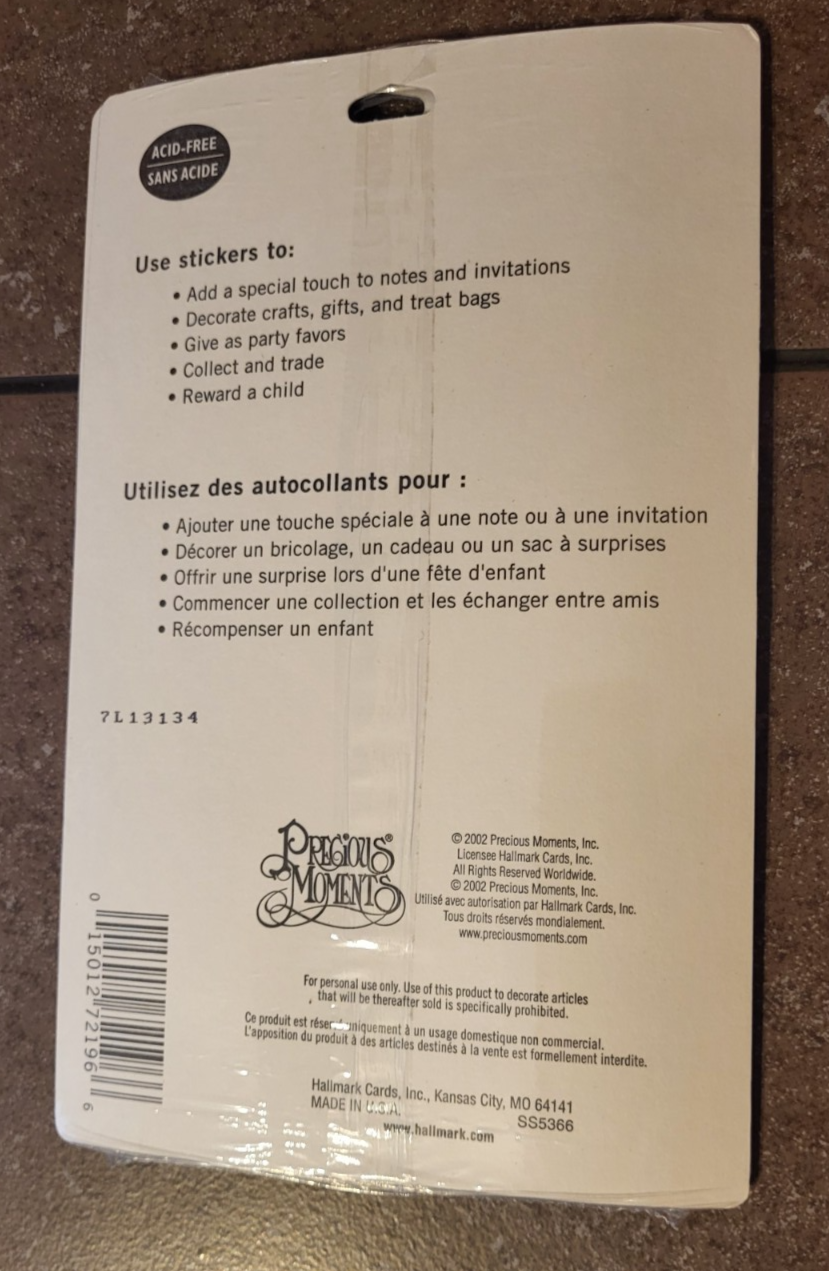 ACID-FREE
SANS ACIDE
Use stickers to:
• Add a special touch to notes and invitations
• Decorate crafts, gifts, and treat bags
• Give as party favors
• Collect and trade
• Reward a child
Utilisez des autocollants pour :
• Ajouter une touche spéciale à une note ou à une invitation
• Décorer un bricolage, un cadeau ou un sac à surprises
• Offrir une surprise lors d'une fête d'enfant
• Commencer une collection et les échanger entre amis
• Récompenser un enfant
7L13134
PRECIOUS®
MOMENTS
© 2002 Precious Moments, Inc.
Licensee Hallmark Cards, Inc.
All Rights Reserved Worldwide.
© 2002 Precious Moments, Inc.
Utilisé avec autorisation par Hallmark Cards, Inc.
Tous droits réservés mondialement.
www.preciousmoments.com
0 15012 72196 6
For personal use only. Use of this product to decorate articles
that will be thereafter sold is specifically prohibited.
Ce produit est uniquement à un usage domestique non commercial.
L'apposition du produit à des articles destinés à la vente est formellement interdite.
Hallmark Cards, Inc., Kansas City, MO 64141
MADE IN U.S.A.
SS5366
www.hallmark.com